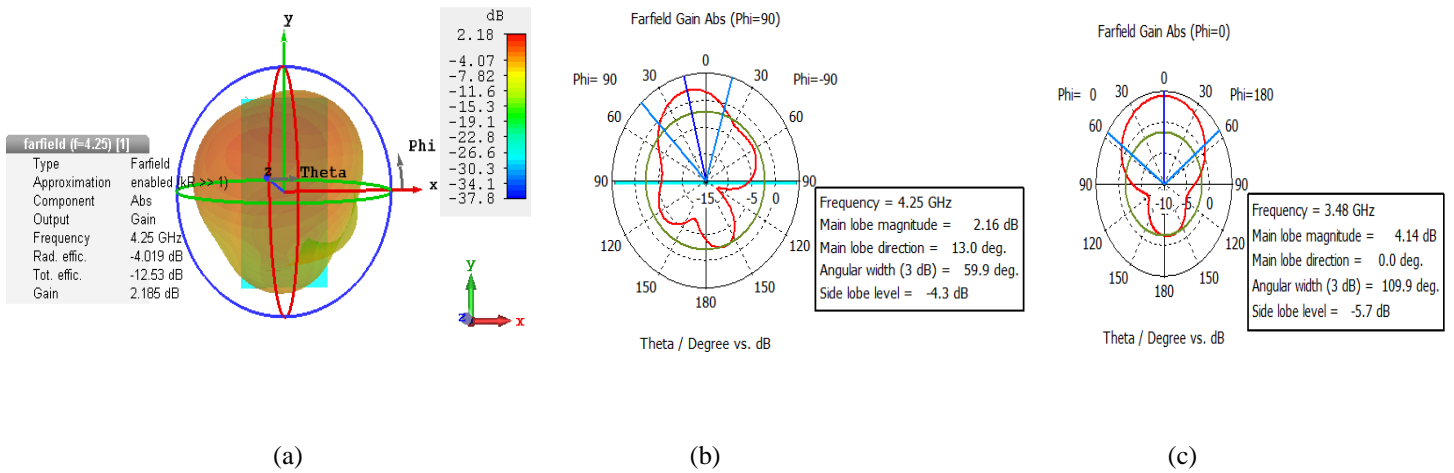 y
dB
2.18
-4.07
-7.82
-11.6
-15.3
-19.1
-22.8
-26.6
-30.3
-34.1
-37.8
Phi
z
Theta
x
farfield (f=4.25) [1]
Type Farfield
Approximation enabled (kR >> 1)
Component Abs
Output Gain
Frequency 4.25 GHz
Rad. effic. -4.019 dB
Tot. effic. -12.53 dB
Gain 2.185 dB
y
z
x
(a)
Farfield Gain Abs (Phi=90)
0
30 30
Phi= 90 Phi=-90
60 60
90 90
-15 -5 0
120 120
150 150
180
Frequency = 4.25 GHz
Main lobe magnitude = 2.16 dB
Main lobe direction = 13.0 deg.
Angular width (3 dB) = 59.9 deg.
Side lobe level = -4.3 dB
Theta / Degree vs. dB
(b)
Farfield Gain Abs (Phi=0)
0
30 30
Phi= 0 Phi=180
60 60
90 90
-10 -5 0
120 120
150 150
180
Frequency = 3.48 GHz
Main lobe magnitude = 4.14 dB
Main lobe direction = 0.0 deg.
Angular width (3 dB) = 109.9 deg.
Side lobe level = -5.7 dB
Theta / Degree vs. dB
(c)